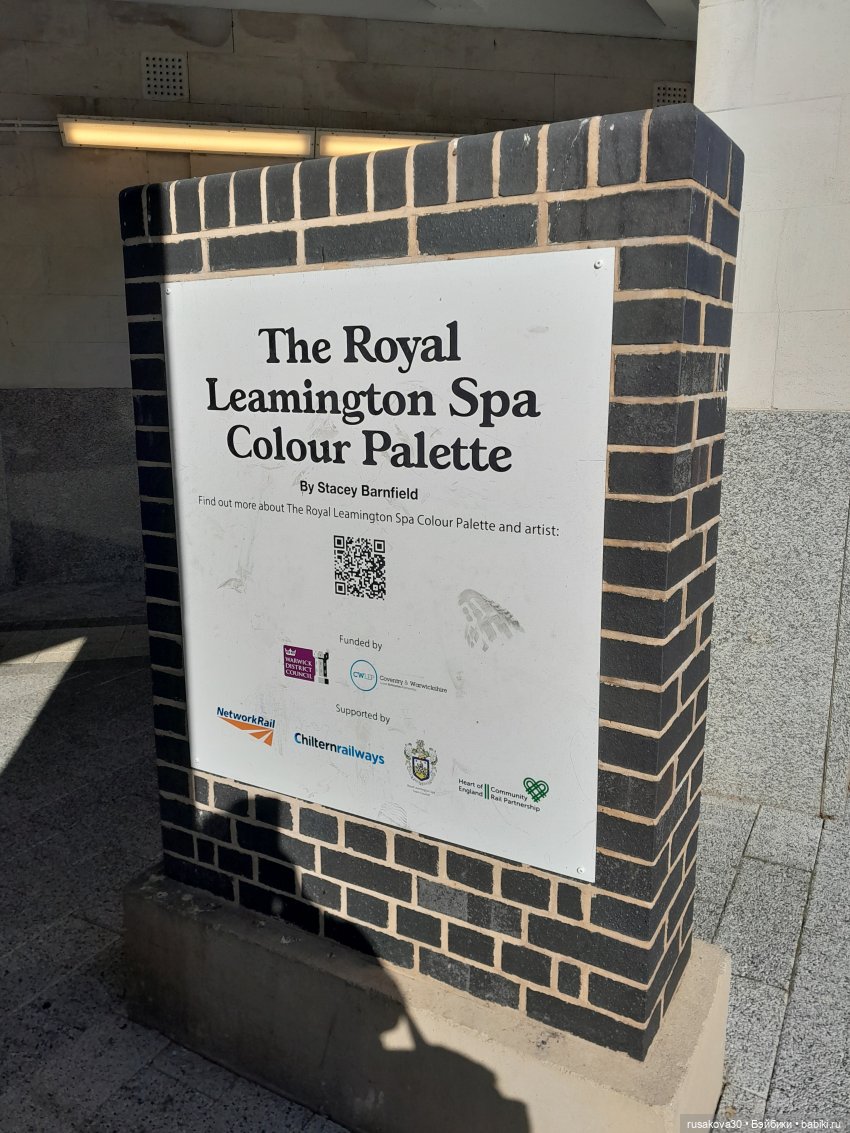 The Royal
Leamington Spa
Colour Palette
By Stacey Barnfield
Find out more about The Royal Leamington Spa Colour Palette and artist:
Funded by
WARWICK
DISTRICT
COUNCIL
CWLEP
Coventry & Warwickshire
Supported by
NetworkRail
Chilternrailways
Heart of
England
Community
Rail Partnership
rusakova30 • Бэйбики • babiki.ru